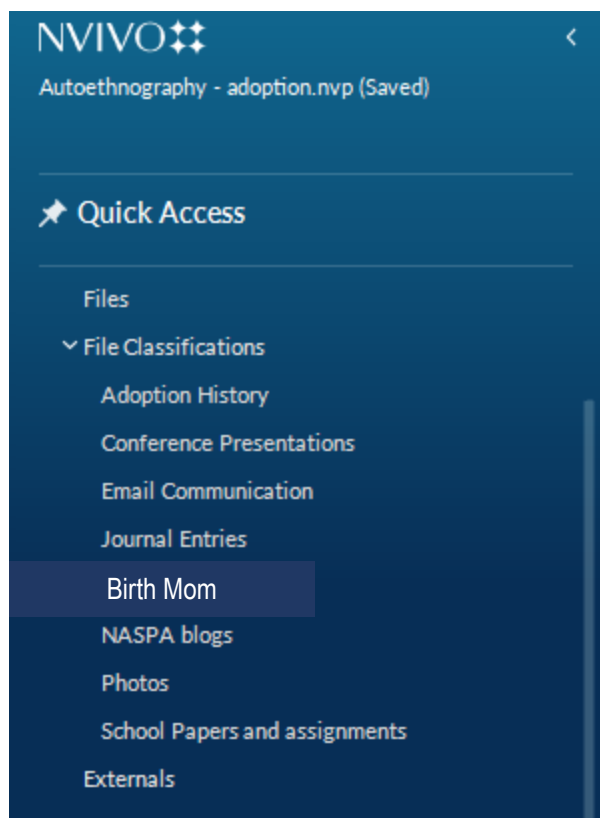 NVIVO
Autoethnography - adoption.nvp (Saved)
Quick Access
Files
File Classifications
Adoption History
Conference Presentations
Email Communication
Journal Entries
Birth Mom
NASPA blogs
Photos
School Papers and assignments
Externals